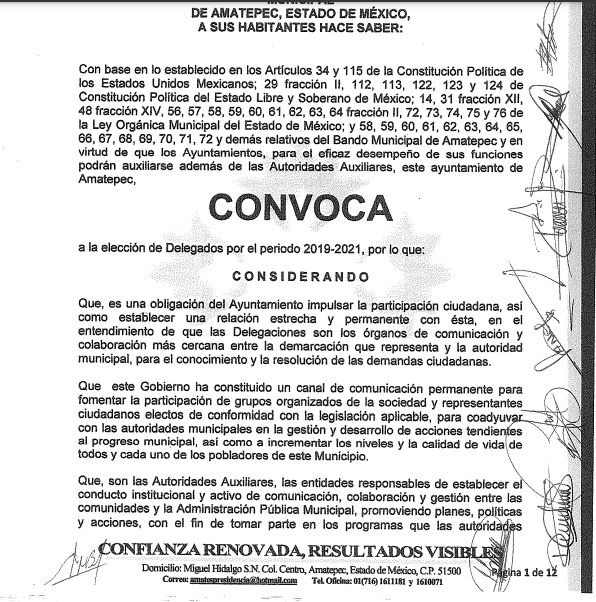 MUNICIPAL
DE AMATEPEC, ESTADO DE MÉXICO,
A SUS HABITANTES HACE SABER:
Con base en lo establecido en los Artículos 34 y 115 de la Constitución Política de
los Estados Unidos Mexicanos; 29 fracción II, 112, 113, 122, 123 y 124 de
Constitución Política del Estado Libre y Soberano de México; 14, 31 fracción XII,
48 fracción XIV, 56, 57, 58, 59, 60, 61, 62, 63, 64 fracción II, 72, 73, 74, 75 y 76 de
la Ley Orgánica Municipal del Estado de México; y 58, 59, 60, 61, 62, 63, 64, 65,
66, 67, 68, 69, 70, 71, 72 y demás relativos del Bando Municipal de Amatepec y en
virtud de que los Ayuntamientos, para el eficaz desempeño de sus funciones
podrán auxiliarse además de las Autoridades Auxiliares, este ayuntamiento de
Amatepec,
CONVOCA
a la elección de Delegados por el periodo 2019-2021, por lo que:
CONSIDERANDO
Que, es una obligación del Ayuntamiento impulsar la participación ciudadana, así
como establecer una relación estrecha y permanente con ésta, en el
entendimiento de que las Delegaciones son los órganos de comunicación y
colaboración más cercana entre la demarcación que representa y la autoridad
municipal, para el conocimiento y la resolución de las demandas ciudadanas.
Que este Gobierno ha constituido un canal de comunicación permanente para
fomentar la participación de grupos organizados de la sociedad y representantes
ciudadanos electos de conformidad con la legislación aplicable, para coadyuvar
con las autoridades municipales en la gestión y desarrollo de acciones tendientes
al progreso municipal, así como a incrementar los niveles y la calidad de vida de
todos y cada uno de los pobladores de este Municipio.
Que, son las Autoridades Auxiliares, las entidades responsables de establecer el
conducto institucional y activo de comunicación, colaboración y gestión entre las
comunidades y la Administración Pública Municipal, promoviendo planes, políticas
y acciones, con el fin de tomar parte en los programas que las autoridades
CONFIANZA RENOVADA, RESULTADOS VISIBLES
Domicilio: Miguel Hidalgo S.N. Col. Centro, Amatepec, Estado de México, C.P. 51500
Página 1 de 12
Correo: amatespresidencia@hotmail.com Tel. Oficina: 01(716) 1611181 y 1610071